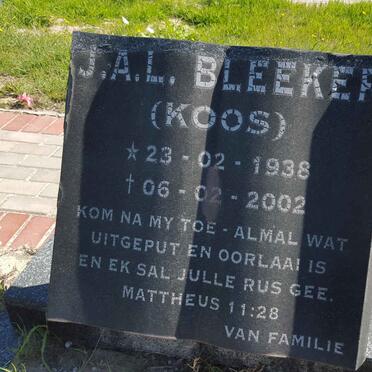 J.A.L. BLEEKER
(KOOS)
★ 23 - 02 - 1938
✝ 06 - 02 - 2002
KOM NA MY TOE - ALMAL WAT
UITGEPUT EN OORLAAI IS
EN EK SAL JULLE RUS GEE.
MATTHEUS 11:28
VAN FAMILIE